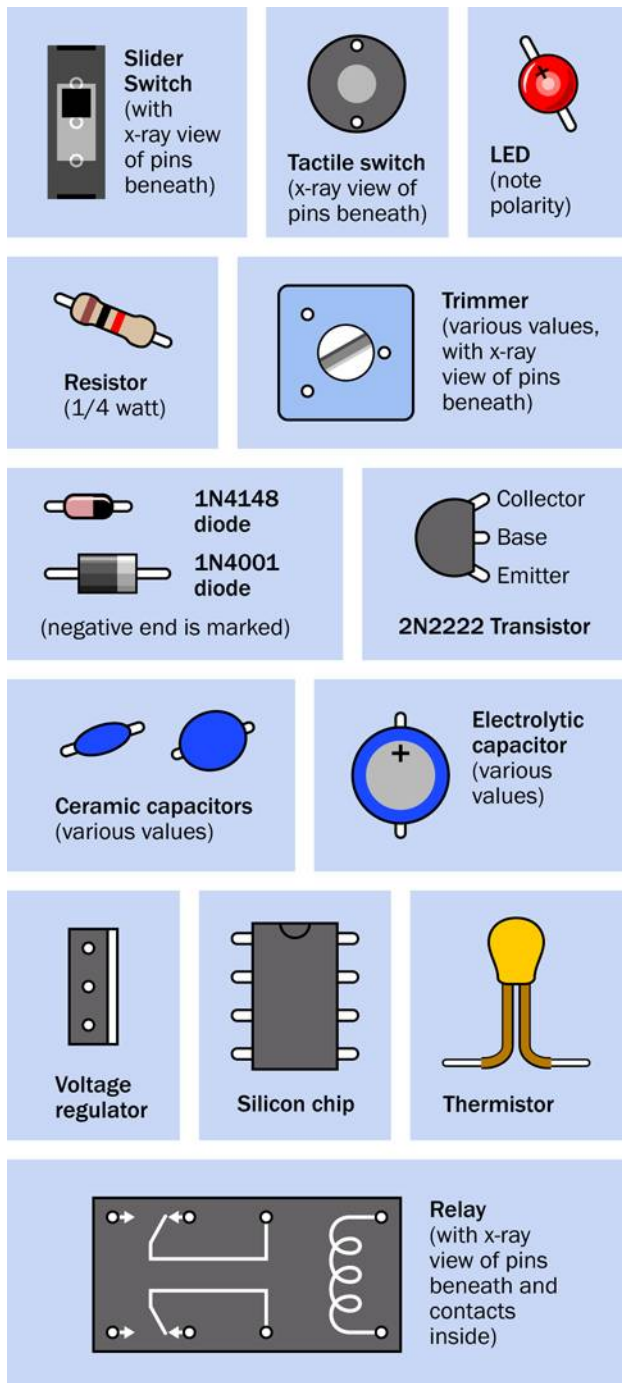 Slider
Switch
(with
x-ray view
of pins
beneath)
Tactile switch
(x-ray view of
pins beneath)
+
LED
(note
polarity)
Resistor
(1/4 watt)
Trimmer
(various values,
with x-ray
view of pins
beneath)
1N4148
diode
1N4001
diode
(negative end is marked)
Collector
Base
Emitter
2N2222 Transistor
Ceramic capacitors
(various values)
+
Electrolytic
capacitor
(various
values)
Voltage
regulator
Silicon chip
Thermistor
Relay
(with x-ray
view of pins
beneath and
contacts
inside)